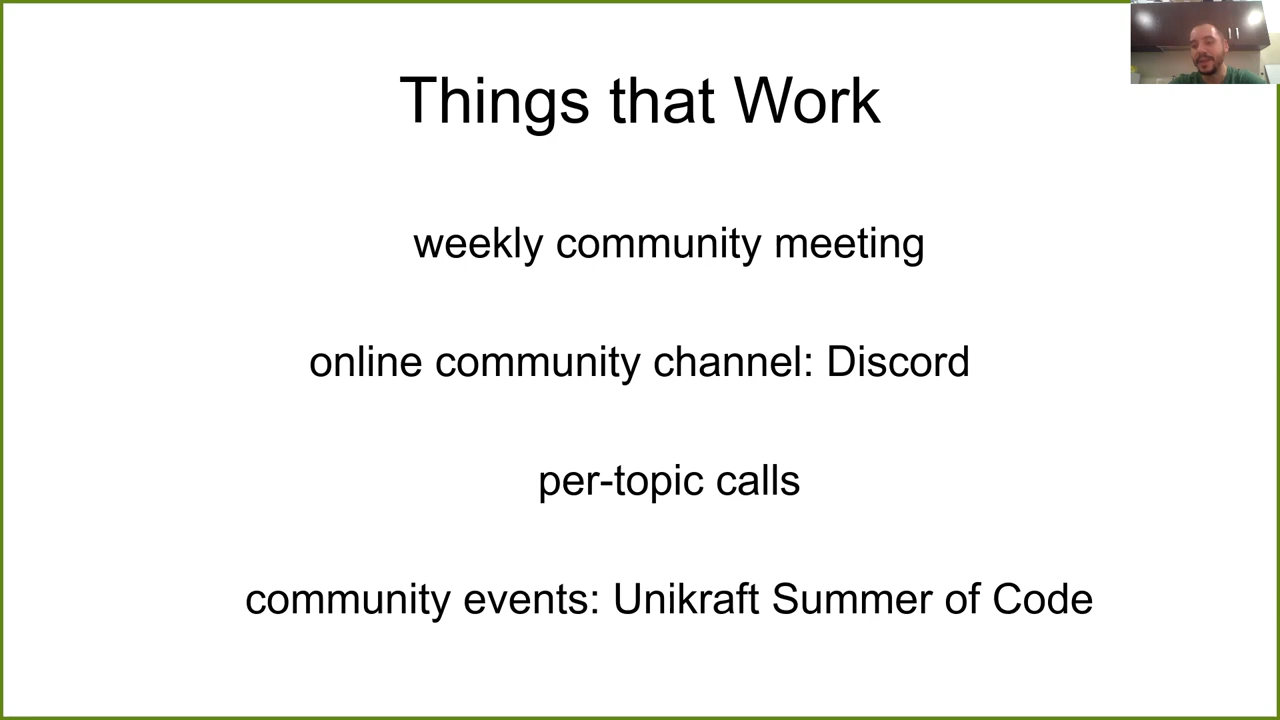 Things that Work
weekly community meeting
online community channel: Discord
per-topic calls
community events: Unikraft Summer of Code